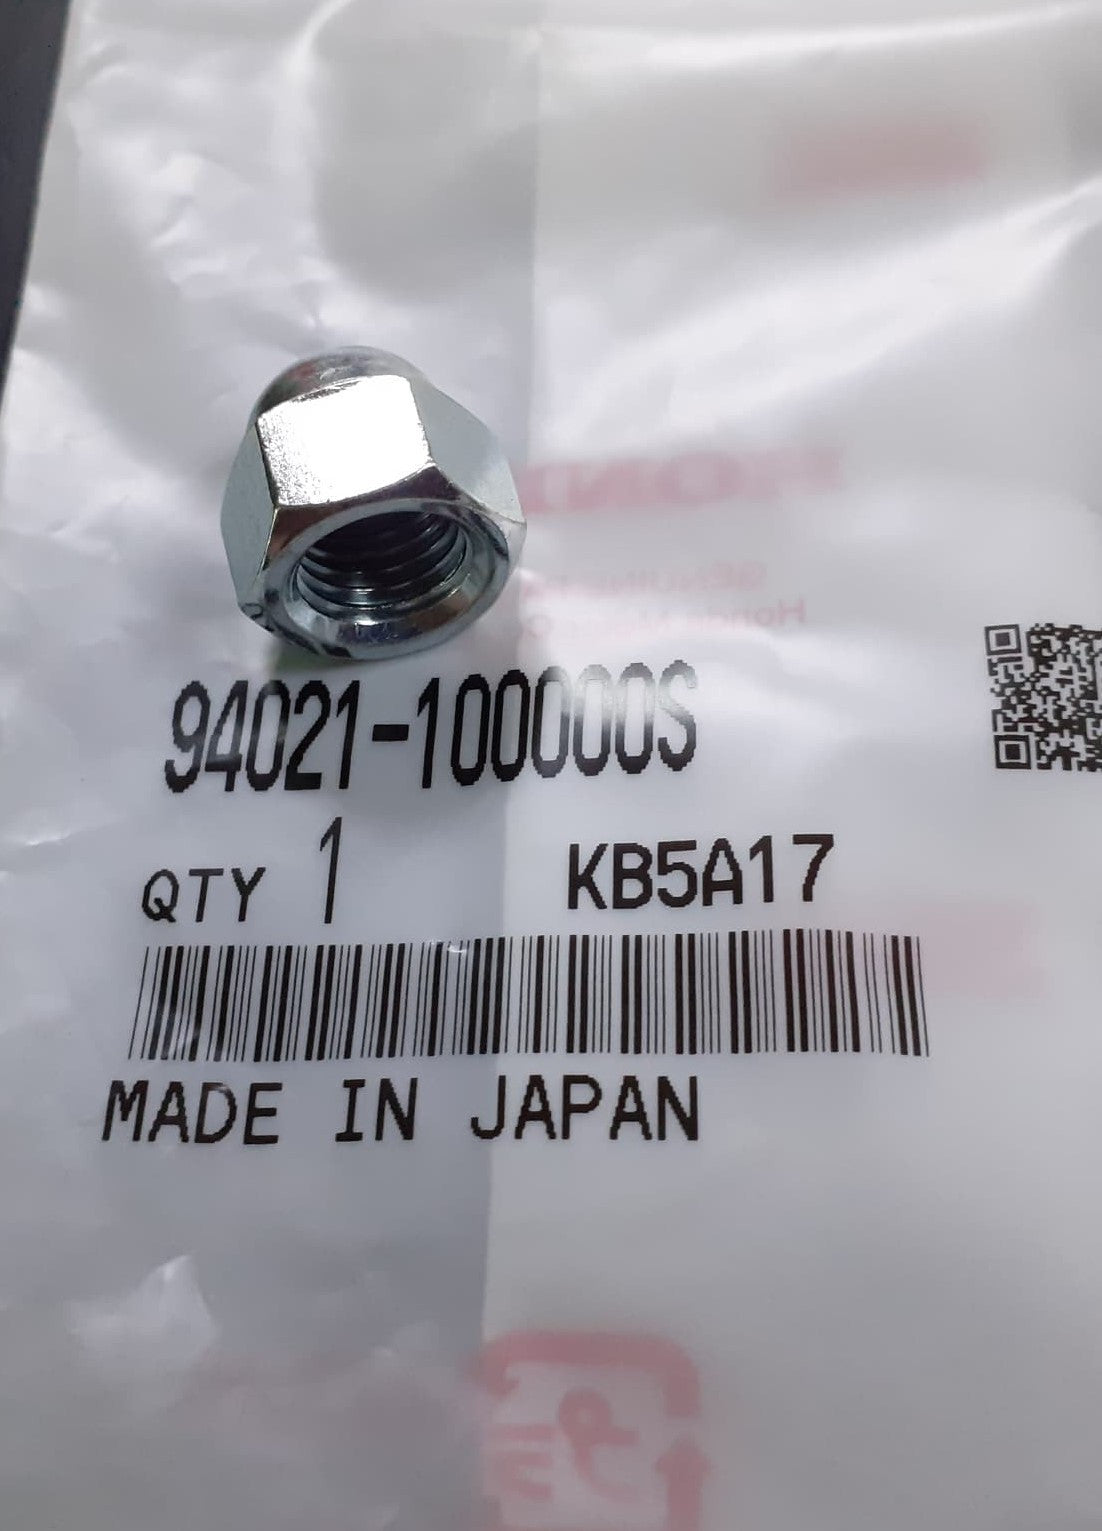 94021-100000S
QTY 1 KB5A17
MADE IN JAPAN